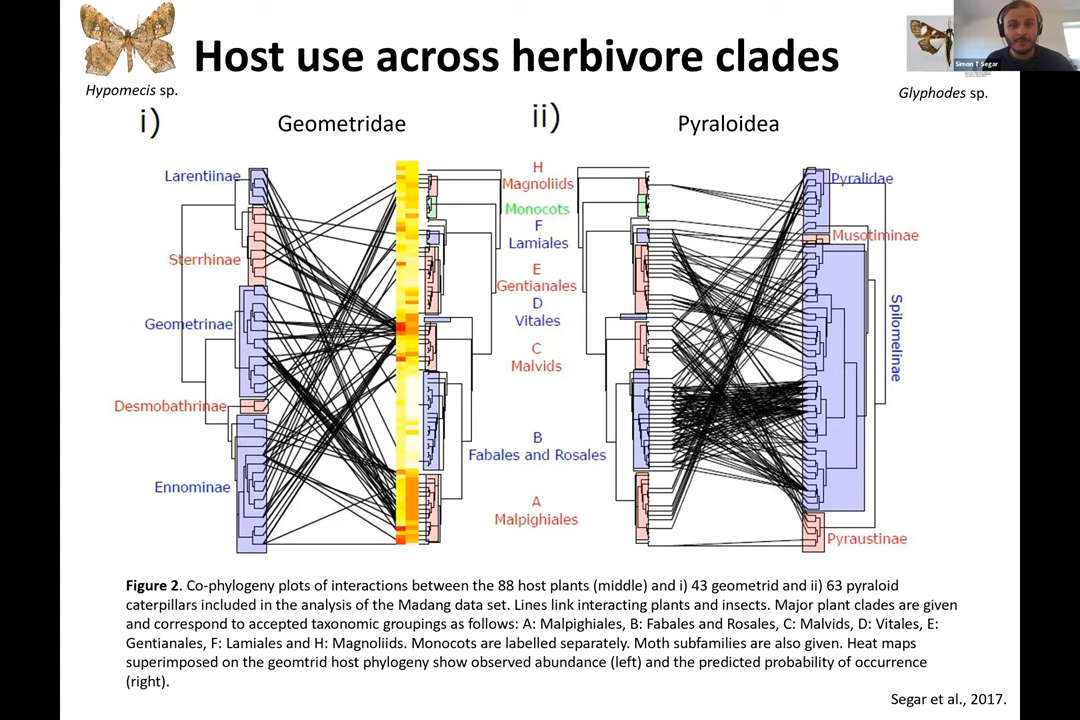 Host use across herbivore clades
Simon T Segar
Hypomecis sp.
Glyphodes sp.
i)
Geometridae
ii)
Pyraloidea
Larentiinae
Sterrhinae
Geometrinae
Desmobathrinae
Ennominae
H
Magnoliids
Monocots
F
Lamiales
E
Gentianales
D
Vitales
C
Malvids
B
Fabales and Rosales
A
Malpighiales
Pyralidae
Musotiminae
Spilomelinae
Pyraustinae
Figure 2. Co-phylogeny plots of interactions between the 88 host plants (middle) and i) 43 geometrid and ii) 63 pyraloid
caterpillars included in the analysis of the Madang data set. Lines link interacting plants and insects. Major plant clades are given
and correspond to accepted taxonomic groupings as follows: A: Malpighiales, B: Fabales and Rosales, C: Malvids, D: Vitales, E:
Gentianales, F: Lamiales and H: Magnoliids. Monocots are labelled separately. Moth subfamilies are also given. Heat maps
superimposed on the geomtrid host phylogeny show observed abundance (left) and the predicted probability of occurrence
(right).
Segar et al., 2017.